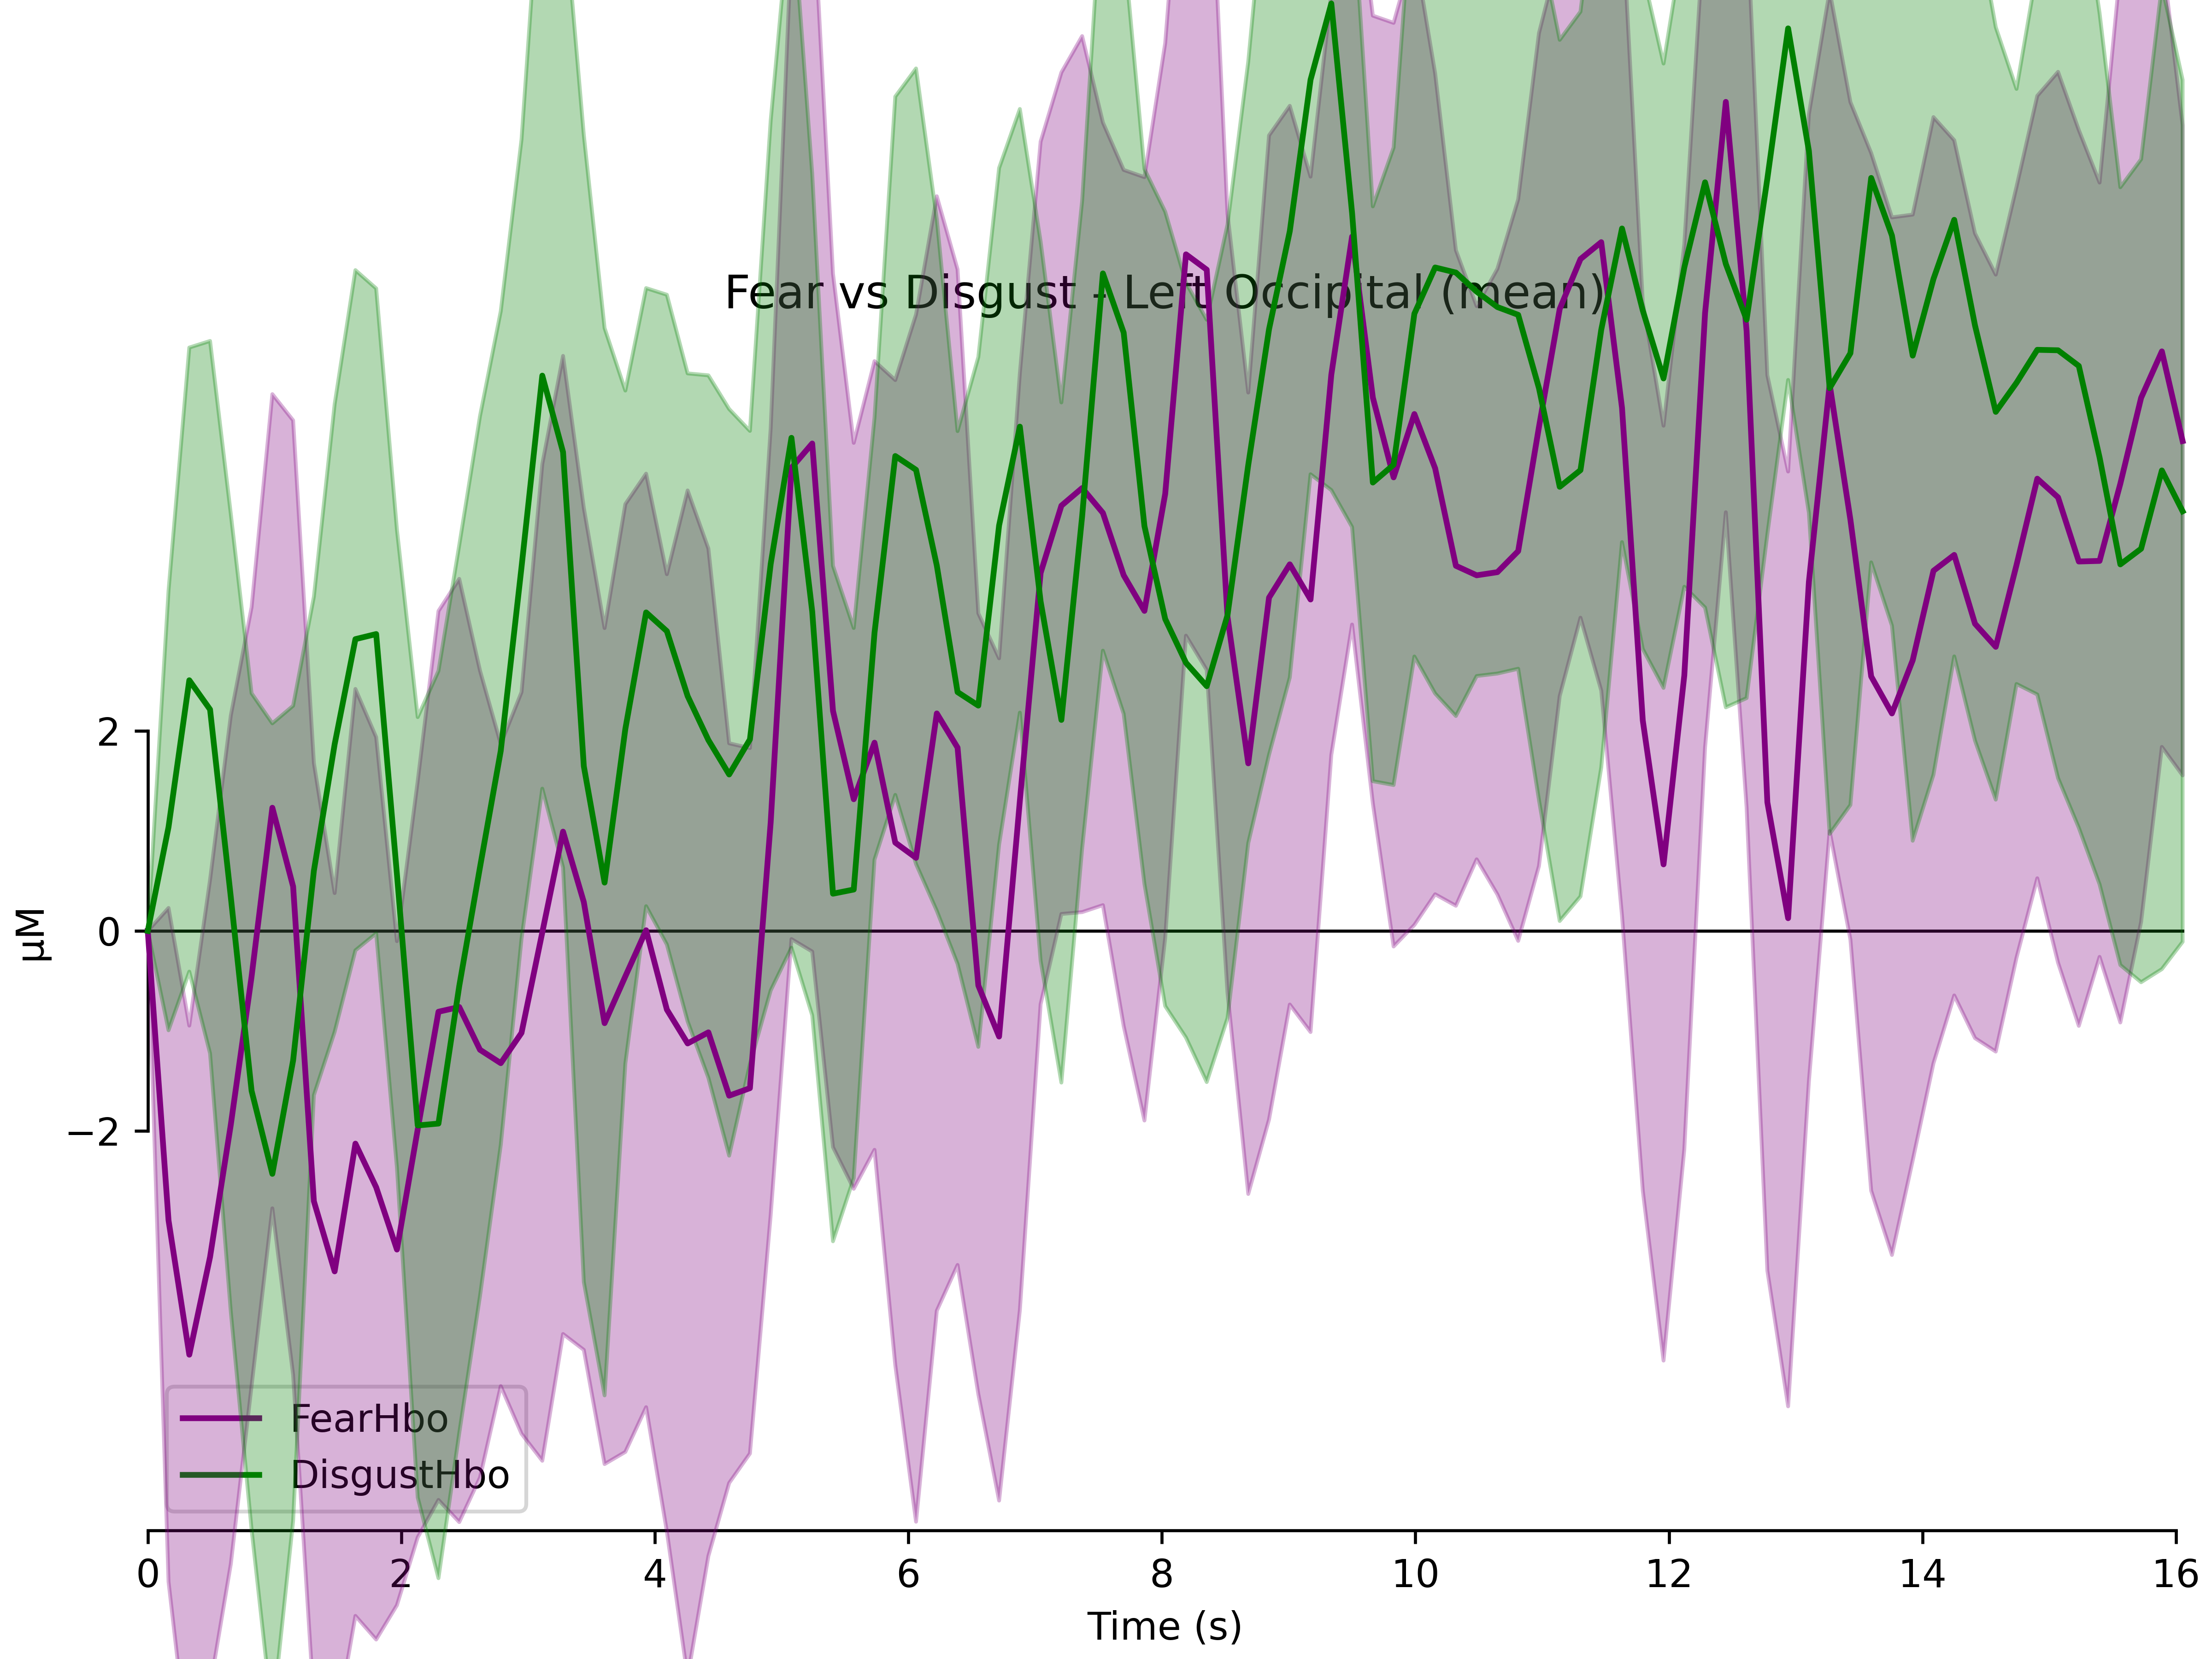 Fear vs Disgust - Left Occipital (mean)
2
0
−2
µM
FearHbo
DisgustHbo
0 2 4 6 8 10 12 14 16
Time (s)